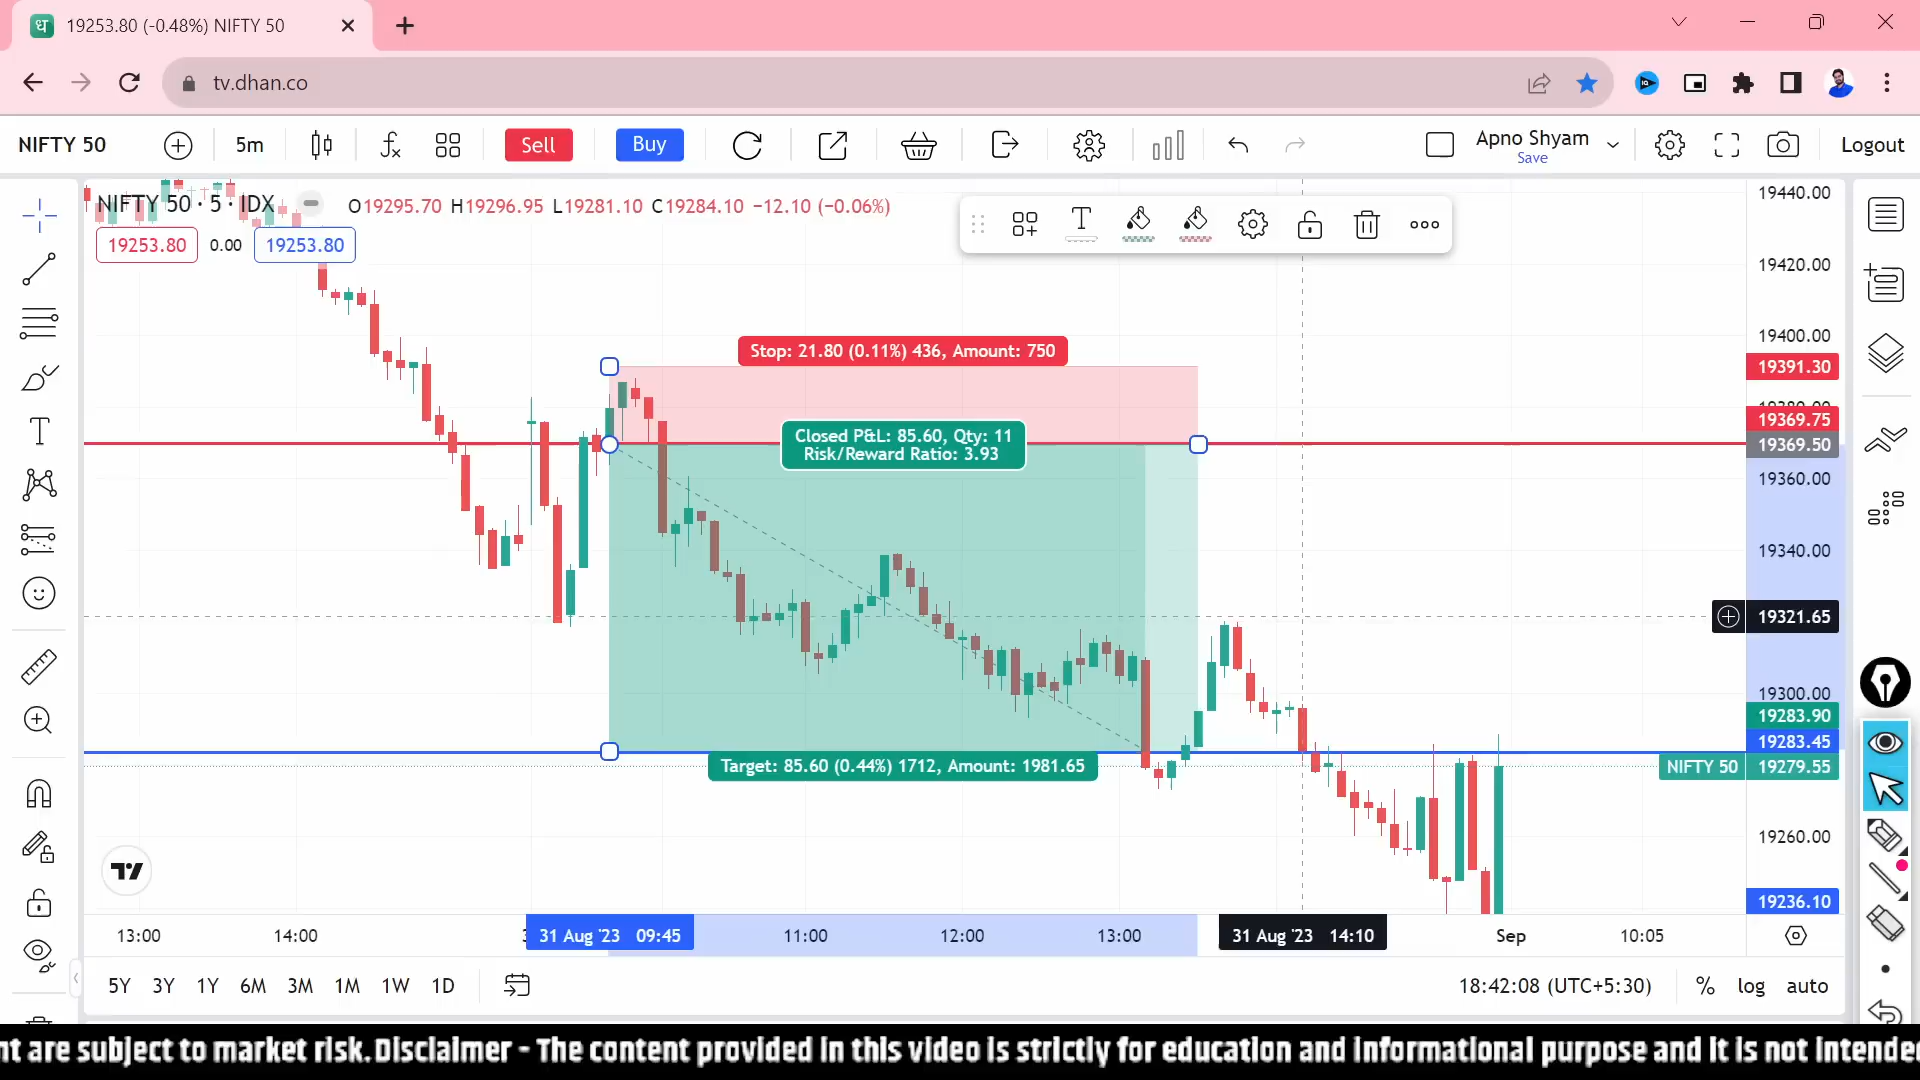 ध 19253.80 (-0.48%) NIFTY 50
tv.dhan.co
NIFTY 50 5m Sell Buy Apno Shyam Save Logout
NIFTY 50 · 5 · IDX O19295.70 H19296.95 L19281.10 C19284.10 −12.10 (−0.06%)
19253.80 0.00 19253.80
T
19440.00
19420.00
19400.00
Stop: 21.80 (0.11%) 436, Amount: 750
19391.30
19380.00
19369.75
Closed P&L: 85.60, Qty: 11
Risk/Reward Ratio: 3.93
19369.50
19360.00
19340.00
19321.65
19300.00
19283.90
19283.45
Target: 85.60 (0.44%) 1712, Amount: 1981.65
NIFTY 50 19279.55
19260.00
19236.10
13:00 14:00 31 Aug '23 09:45 11:00 12:00 13:00 31 Aug '23 14:10 Sep 10:05
5Y 3Y 1Y 6M 3M 1M 1W 1D 18:42:08 (UTC+5:30) % log auto
nt are subject to market risk.Disclaimer - The content provided in this video is strictly for education and informational purpose and it is not intende